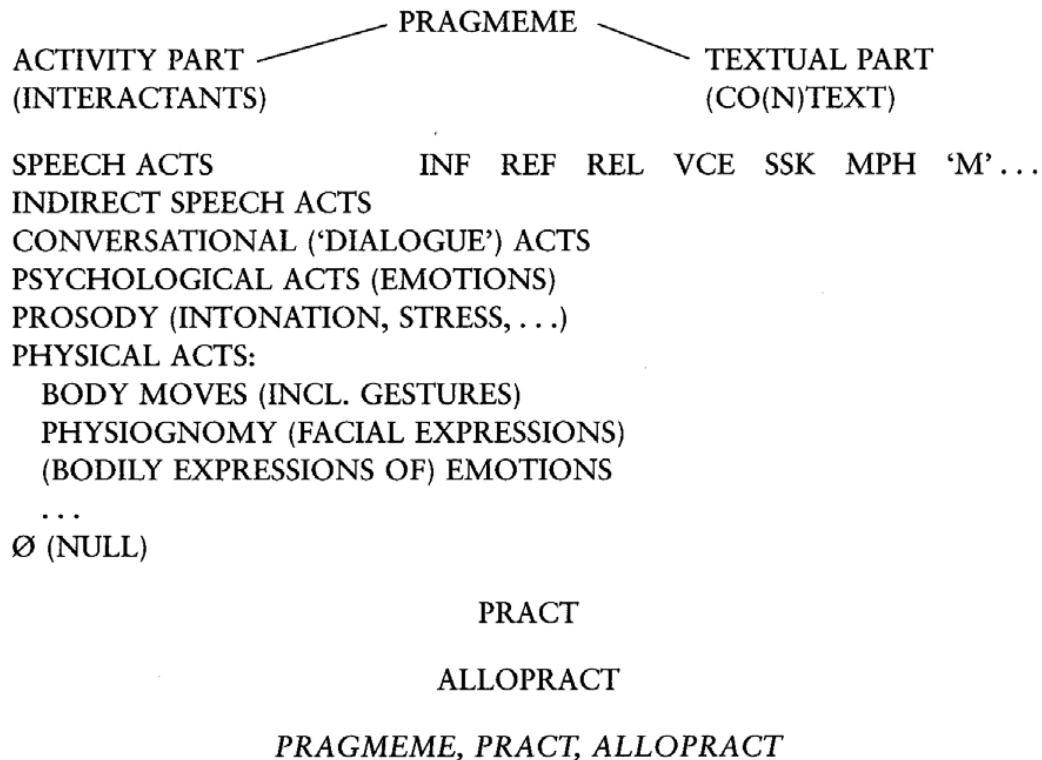 PRAGMEME
ACTIVITY PART TEXTUAL PART
(INTERACTANTS) (CO(N)TEXT)
SPEECH ACTS INF REF REL VCE SSK MPH ‘M’ . . .
INDIRECT SPEECH ACTS
CONVERSATIONAL (‘DIALOGUE’) ACTS
PSYCHOLOGICAL ACTS (EMOTIONS)
PROSODY (INTONATION, STRESS, . . .)
PHYSICAL ACTS:
BODY MOVES (INCL. GESTURES)
PHYSIOGNOMY (FACIAL EXPRESSIONS)
(BODILY EXPRESSIONS OF) EMOTIONS
. . .
Ø (NULL)
PRACT
ALLOPRACT
PRAGMEME, PRACT, ALLOPRACT